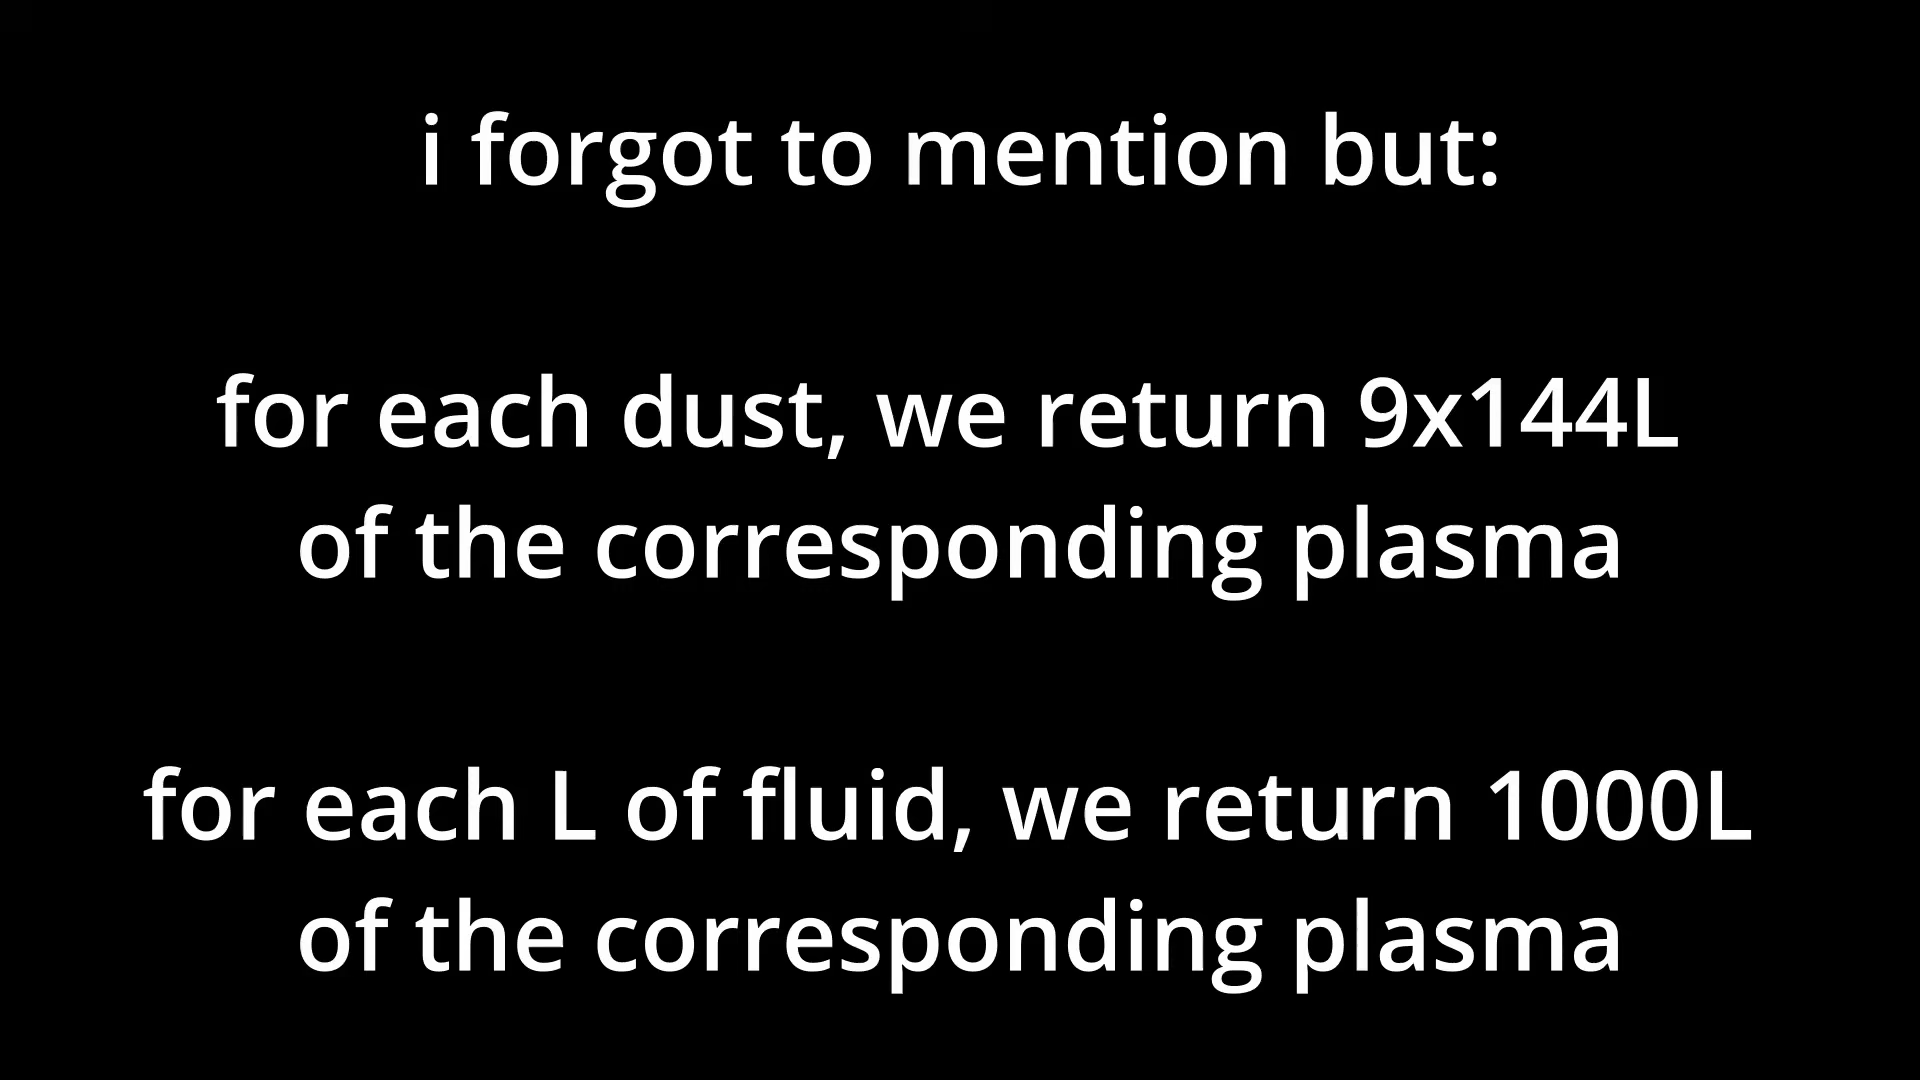 i forgot to mention but:
for each dust, we return 9x144L
of the corresponding plasma
for each L of fluid, we return 1000L
of the corresponding plasma